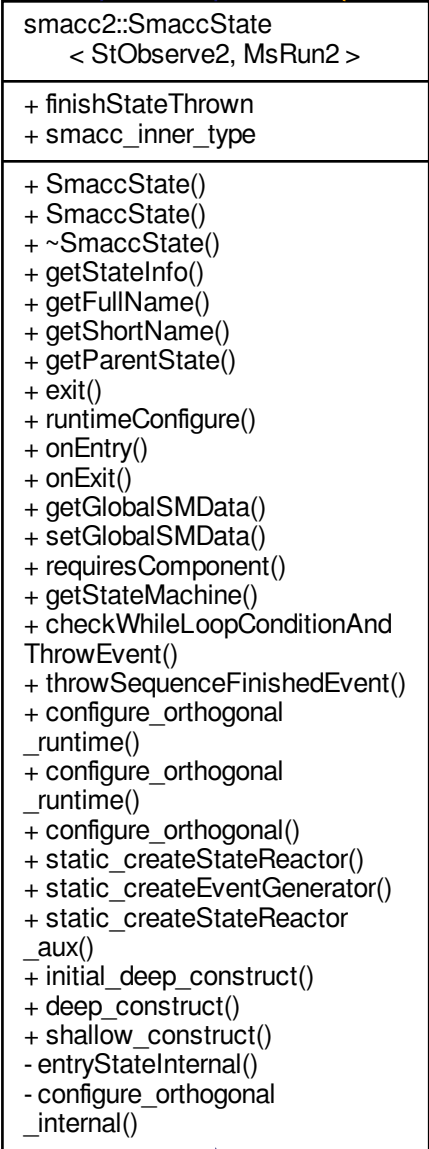 smacc2::SmaccState
< StObserve2, MsRun2 >
+ finishStateThrown
+ smacc_inner_type
+ SmaccState()
+ SmaccState()
+ ~SmaccState()
+ getStateInfo()
+ getFullName()
+ getShortName()
+ getParentState()
+ exit()
+ runtimeConfigure()
+ onEntry()
+ onExit()
+ getGlobalSMData()
+ setGlobalSMData()
+ requiresComponent()
+ getStateMachine()
+ checkWhileLoopConditionAnd
ThrowEvent()
+ throwSequenceFinishedEvent()
+ configure_orthogonal
_runtime()
+ configure_orthogonal
_runtime()
+ configure_orthogonal()
+ static_createStateReactor()
+ static_createEventGenerator()
+ static_createStateReactor
_aux()
+ initial_deep_construct()
+ deep_construct()
+ shallow_construct()
- entryStateInternal()
- configure_orthogonal
_internal()